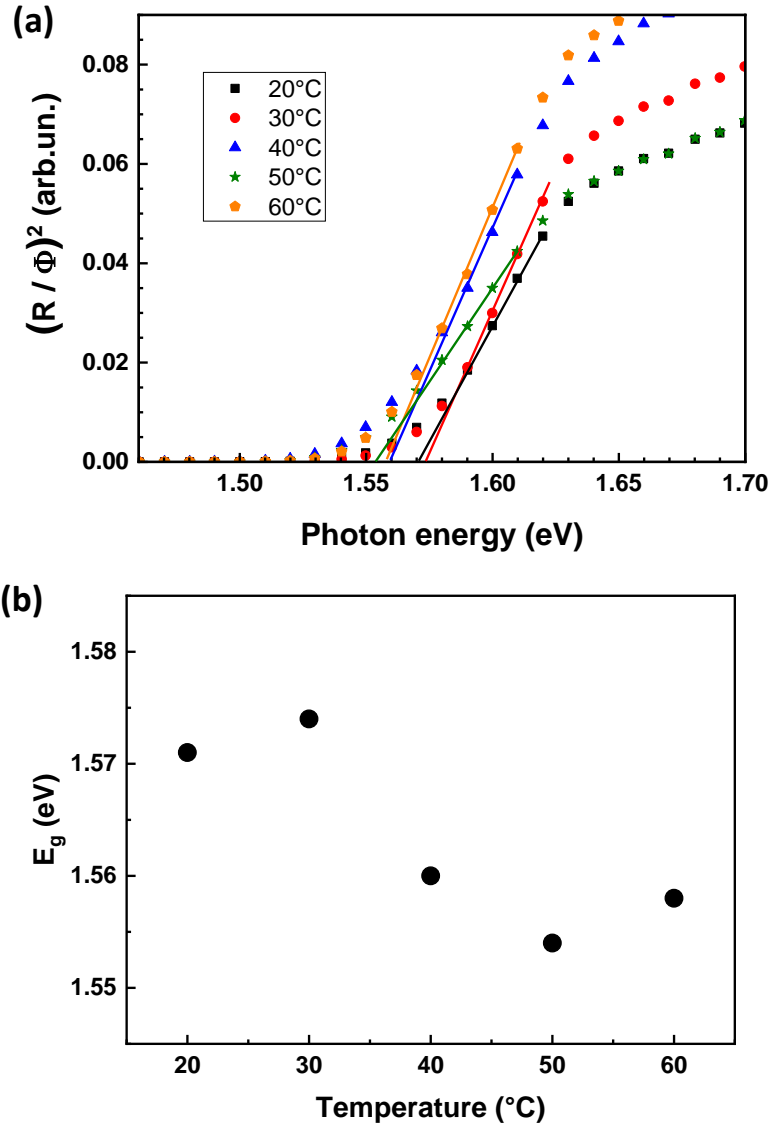 (a)
0.08
0.06
0.04
0.02
0.00
(R / Φ)² (arb.un.)
20°C
30°C
40°C
50°C
60°C
1.50
1.55
1.60
1.65
1.70
Photon energy (eV)
(b)
1.58
1.57
1.56
1.55
E_g (eV)
20
30
40
50
60
Temperature (°C)